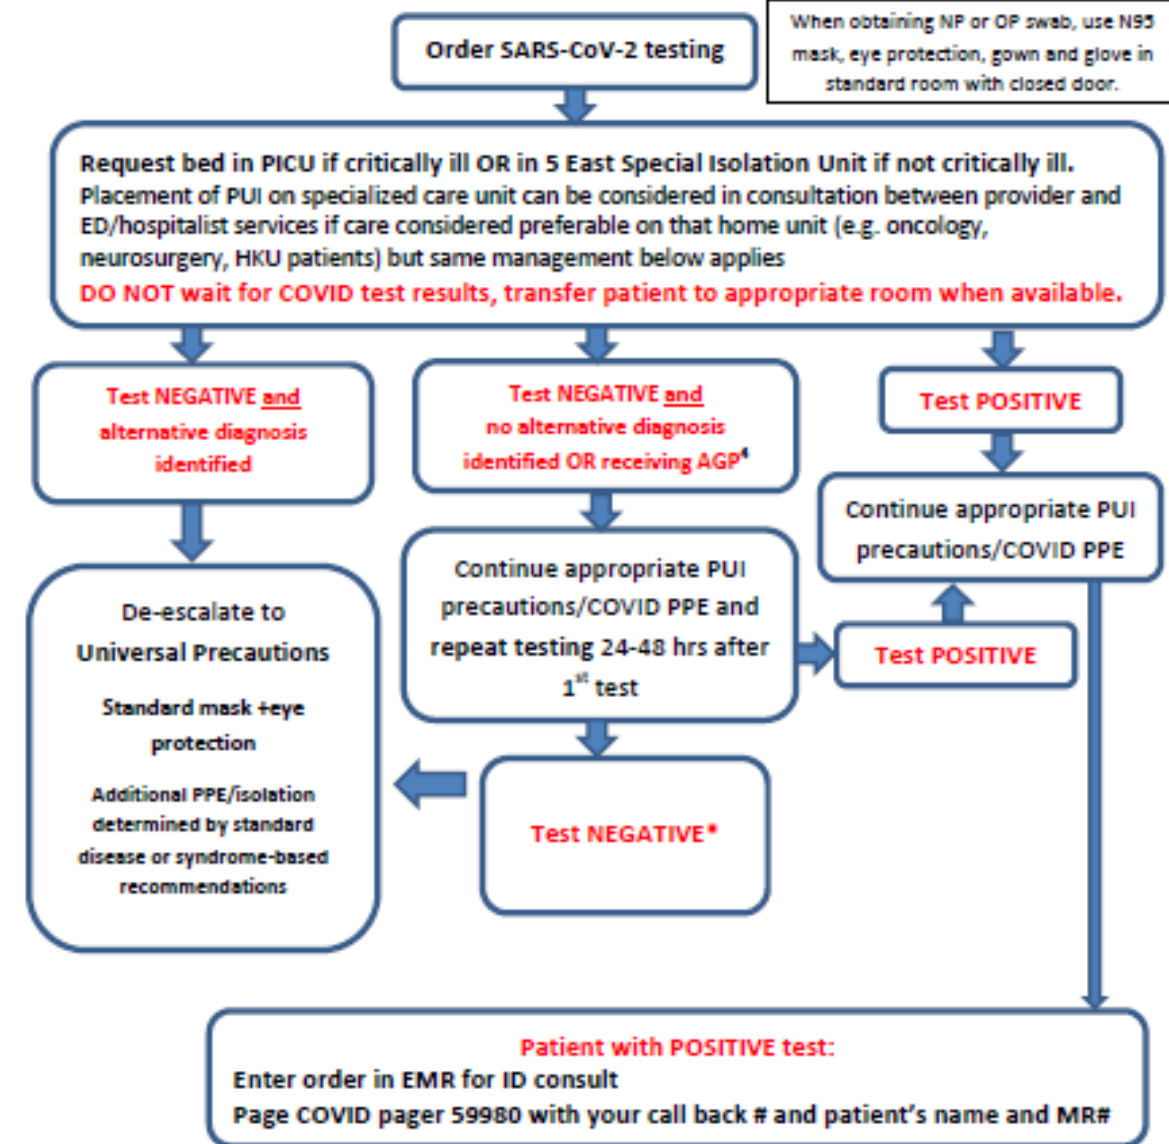 Order SARS-CoV-2 testing
When obtaining NP or OP swab, use N95
mask, eye protection, gown and glove in
standard room with closed door.
Request bed in PICU if critically ill OR in 5 East Special Isolation Unit if not critically ill.
Placement of PUI on specialized care unit can be considered in consultation between provider and
ED/hospitalist services if care considered preferable on that home unit (e.g. oncology,
neurosurgery, HKU patients) but same management below applies
DO NOT wait for COVID test results, transfer patient to appropriate room when available.
Test NEGATIVE and
alternative diagnosis
identified
Test NEGATIVE and
no alternative diagnosis
identified OR receiving AGP⁴
Test POSITIVE
Continue appropriate PUI
precautions/COVID PPE
De-escalate to
Universal Precautions
Standard mask +eye
protection
Additional PPE/isolation
determined by standard
disease or syndrome-based
recommendations
Continue appropriate PUI
precautions/COVID PPE and
repeat testing 24-48 hrs after
1st test
Test POSITIVE
Test NEGATIVE*
Patient with POSITIVE test:
Enter order in EMR for ID consult
Page COVID pager 59980 with your call back # and patient's name and MR#